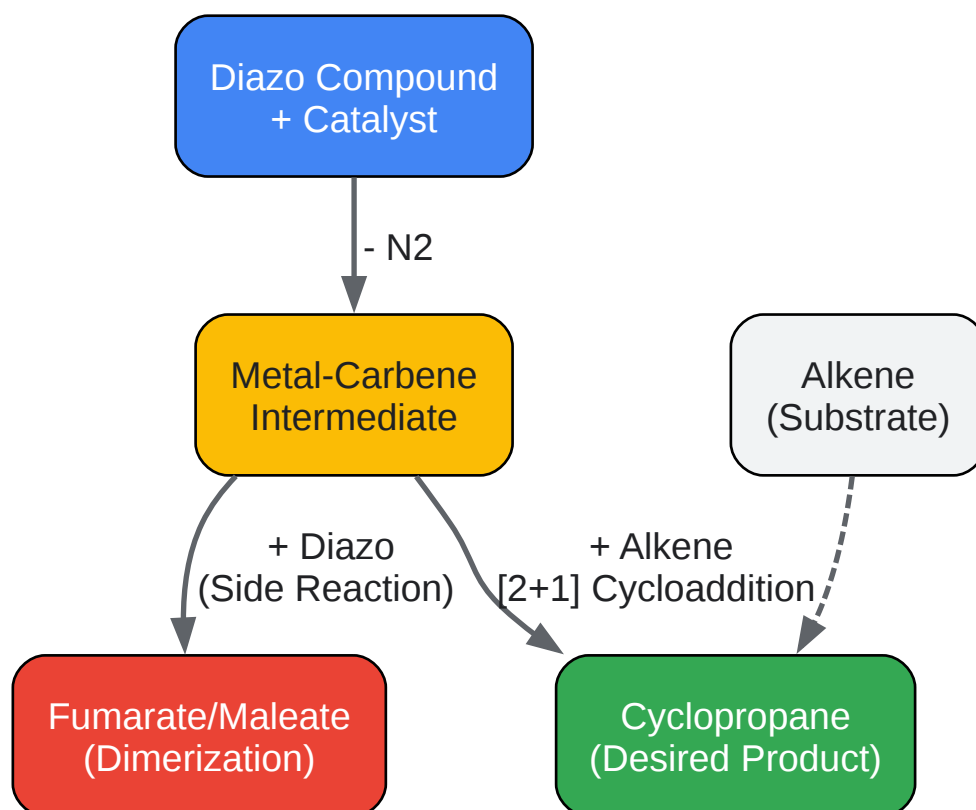 Diazo Compound
+ Catalyst
- N2
Metal-Carbene
Intermediate
Alkene
(Substrate)
+ Diazo
(Side Reaction)
+ Alkene
[2+1] Cycloaddition
Fumarate/Maleate
(Dimerization)
Cyclopropane
(Desired Product)